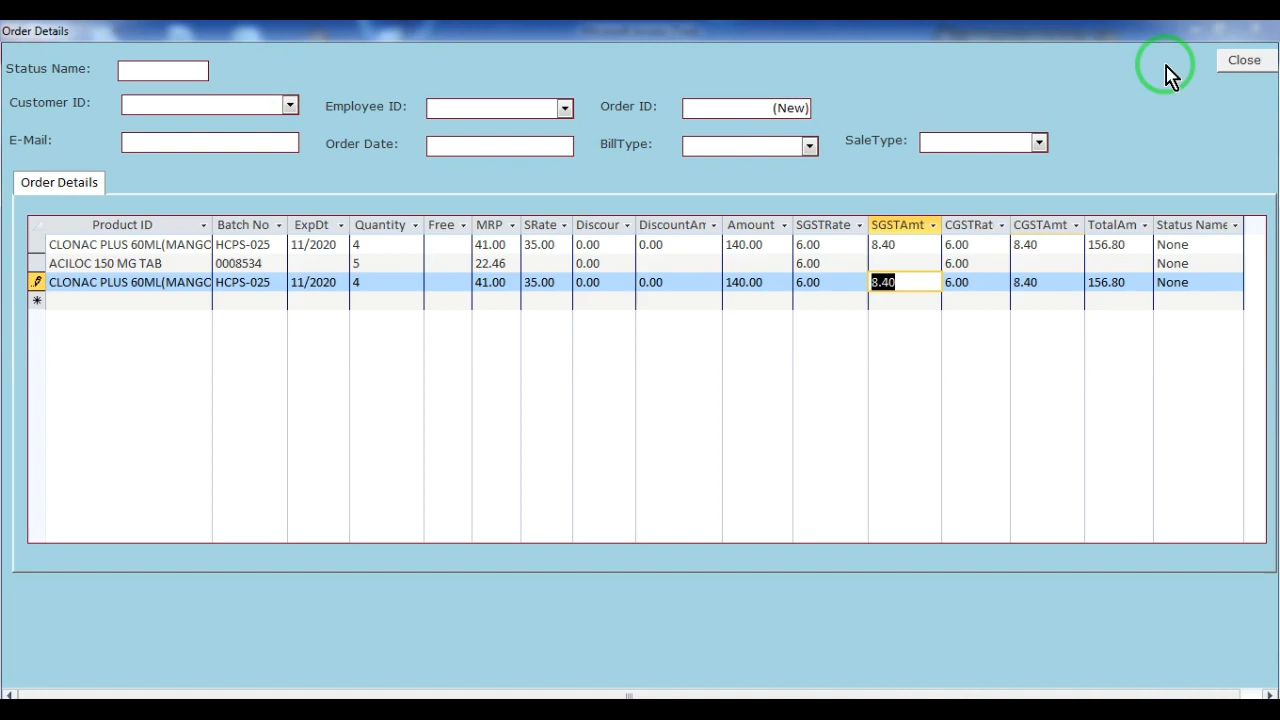 Order Details
Close
Status Name:
Customer ID: Employee ID: Order ID: (New)
E-Mail: Order Date: BillType: SaleType:
Order Details
Product ID Batch No ExpDt Quantity Free MRP SRate Discour DiscountAm Amount SGSTRate SGSTAmt CGSTRat CGSTAmt TotalAm Status Name
CLONAC PLUS 60ML(MANGO HCPS-025 11/2020 4 41.00 35.00 0.00 0.00 140.00 6.00 8.40 6.00 8.40 156.80 None
ACILOC 150 MG TAB 0008534 5 22.46 0.00 6.00 6.00 None
CLONAC PLUS 60ML(MANGO HCPS-025 11/2020 4 41.00 35.00 0.00 0.00 140.00 6.00 8.40 6.00 8.40 156.80 None